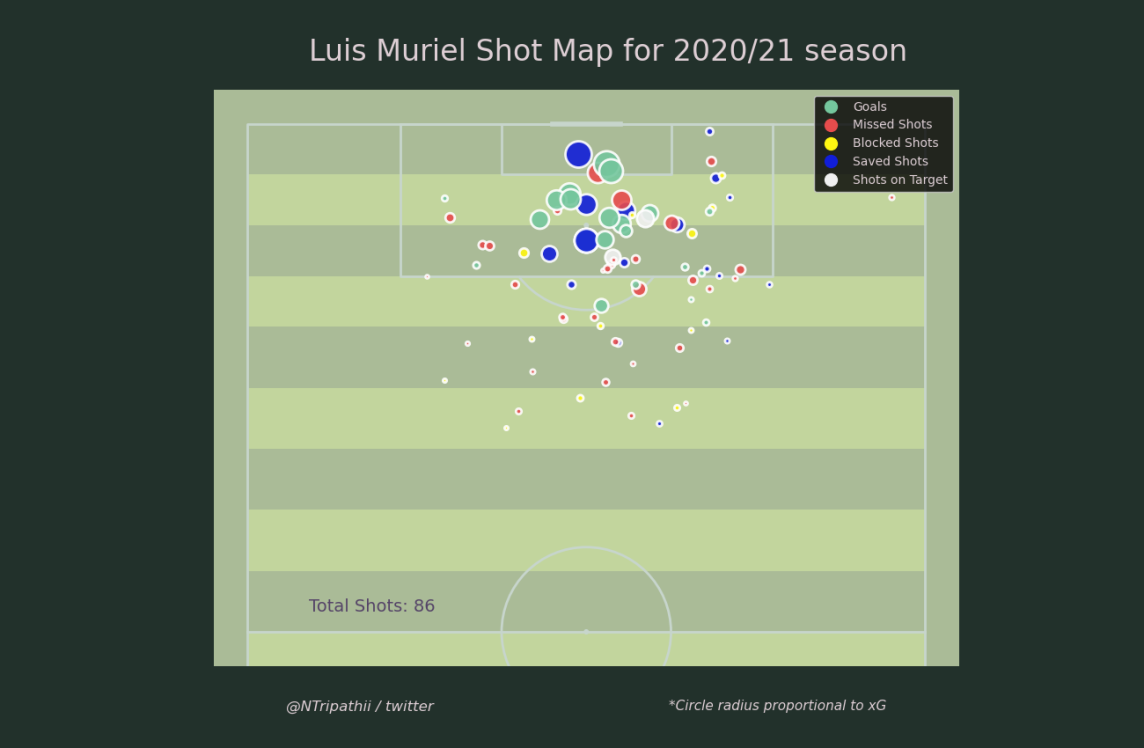 Luis Muriel Shot Map for 2020/21 season
Goals
Missed Shots
Blocked Shots
Saved Shots
Shots on Target
Total Shots: 86
@NTripathii / twitter
*Circle radius proportional to xG